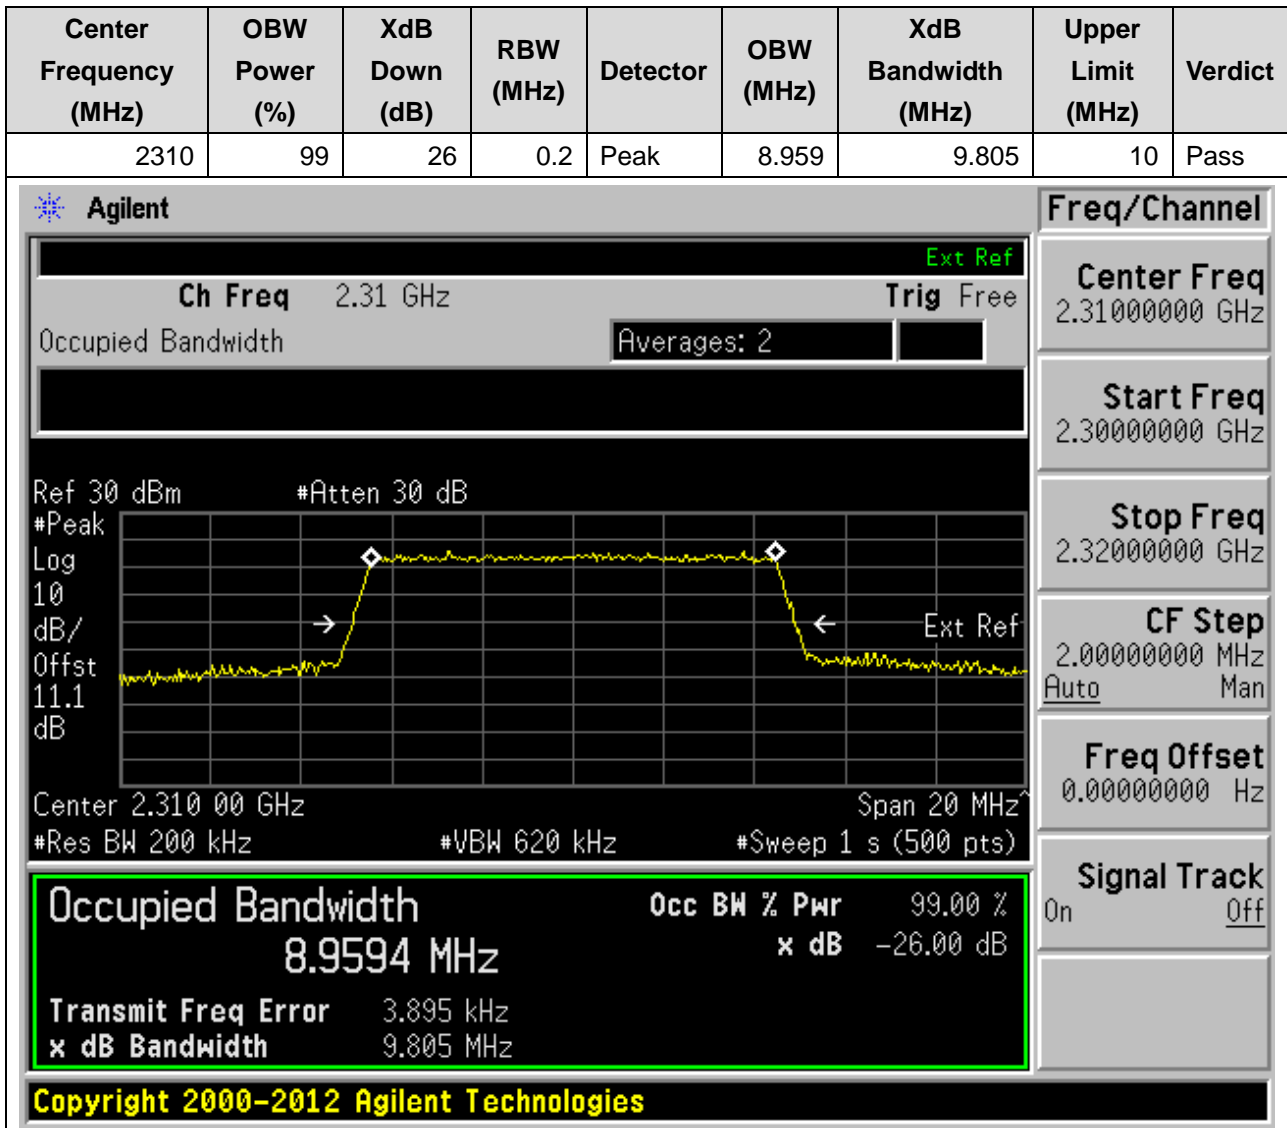 Center Frequency (MHz) OBW Power (%) XdB Down (dB) RBW (MHz) Detector OBW (MHz) XdB Bandwidth (MHz) Upper Limit (MHz) Verdict
2310 99 26 0.2 Peak 8.959 9.805 10 Pass
Agilent
Freq/Channel
Ext Ref
Ch Freq 2.31 GHz Trig Free
Occupied Bandwidth Averages: 2
Center Freq
2.31000000 GHz
Start Freq
2.30000000 GHz
Stop Freq
2.32000000 GHz
CF Step
2.00000000 MHz
Auto Man
Freq Offset
0.00000000 Hz
Signal Track
On Off
Ref 30 dBm #Atten 30 dB
#Peak
Log
10
dB/
Offst
11.1
dB
Ext Ref
Center 2.310 00 GHz Span 20 MHz^
#Res BW 200 kHz #VBW 620 kHz #Sweep 1 s (500 pts)
Occupied Bandwidth
8.9594 MHz
Occ BW % Pwr 99.00 %
x dB -26.00 dB
Transmit Freq Error 3.895 kHz
x dB Bandwidth 9.805 MHz
Copyright 2000-2012 Agilent Technologies